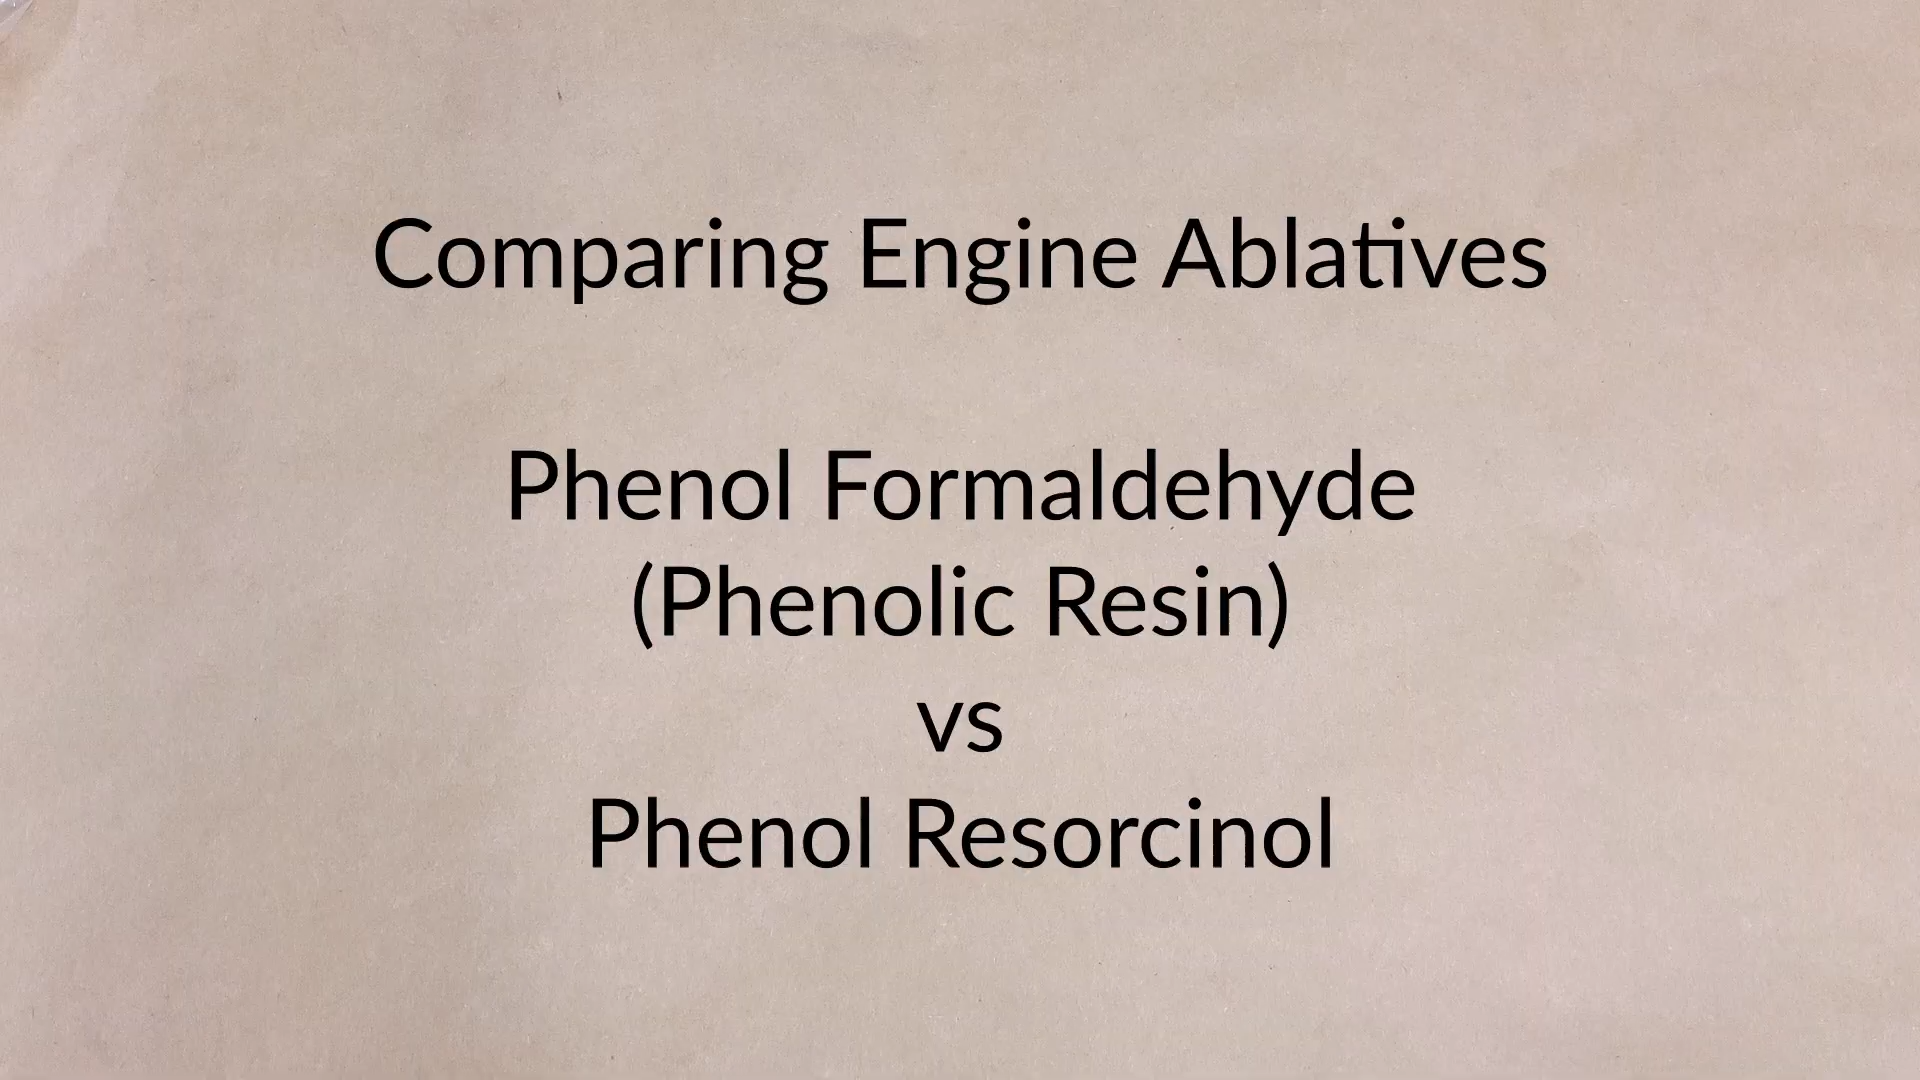 Comparing Engine Ablatives
Phenol Formaldehyde
(Phenolic Resin)
vs
Phenol Resorcinol